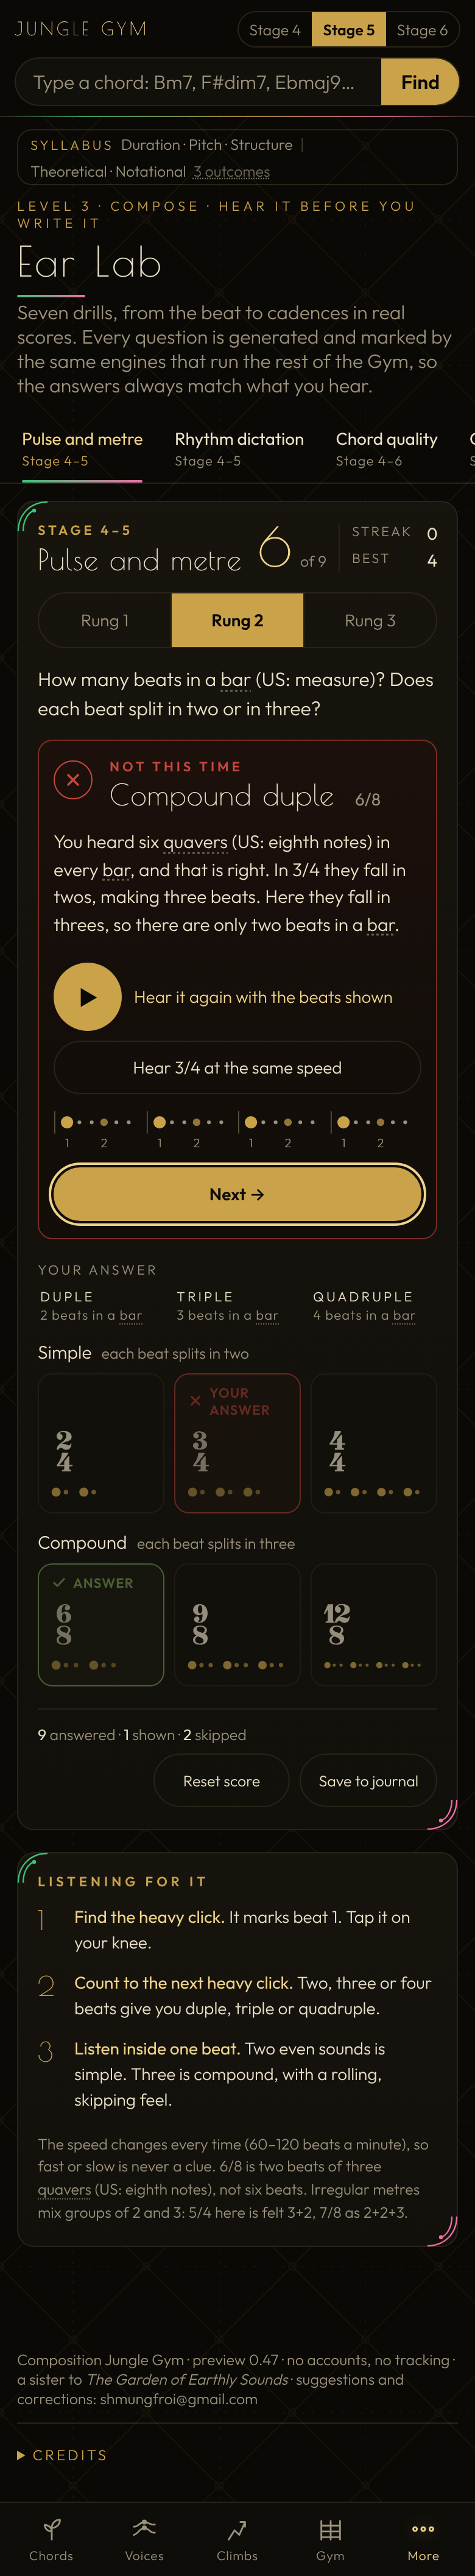 JUNGLE GYM
Stage 4 Stage 5 Stage 6
Type a chord: Bm7, F#dim7, Ebmaj9... Find
SYLLABUS Duration · Pitch · Structure |
Theoretical · Notational 3 outcomes
LEVEL 3 · COMPOSE · HEAR IT BEFORE YOU
WRITE IT
Ear Lab
Seven drills, from the beat to cadences in real
scores. Every question is generated and marked by
the same engines that run the rest of the Gym, so
the answers always match what you hear.
Pulse and metre Rhythm dictation Chord quality
Stage 4–5 Stage 4–5 Stage 4–6
STAGE 4–5
Pulse and metre 6 of 9
STREAK 0
BEST 4
Rung 1 Rung 2 Rung 3
How many beats in a bar (US: measure)? Does
each beat split in two or in three?
NOT THIS TIME
Compound duple 6/8
You heard six quavers (US: eighth notes) in
every bar, and that is right. In 3/4 they fall in
twos, making three beats. Here they fall in
threes, so there are only two beats in a bar.
Hear it again with the beats shown
Hear 3/4 at the same speed
1 2 1 2 1 2 1 2
Next →
YOUR ANSWER
DUPLE TRIPLE QUADRUPLE
2 beats in a bar 3 beats in a bar 4 beats in a bar
Simple each beat splits in two
YOUR
ANSWER
2 3 4
4 4 4
Compound each beat splits in three
ANSWER
6 9 12
8 8 8
9 answered · 1 shown · 2 skipped
Reset score Save to journal
LISTENING FOR IT
1 Find the heavy click. It marks beat 1. Tap it on
your knee.
2 Count to the next heavy click. Two, three or four
beats give you duple, triple or quadruple.
3 Listen inside one beat. Two even sounds is
simple. Three is compound, with a rolling,
skipping feel.
The speed changes every time (60–120 beats a minute), so
fast or slow is never a clue. 6/8 is two beats of three
quavers (US: eighth notes), not six beats. Irregular metres
mix groups of 2 and 3: 5/4 here is felt 3+2, 7/8 as 2+2+3.
Composition Jungle Gym · preview 0.47 · no accounts, no tracking ·
a sister to The Garden of Earthly Sounds · suggestions and
corrections: shmungfroi@gmail.com
CREDITS
Chords Voices Climbs Gym More